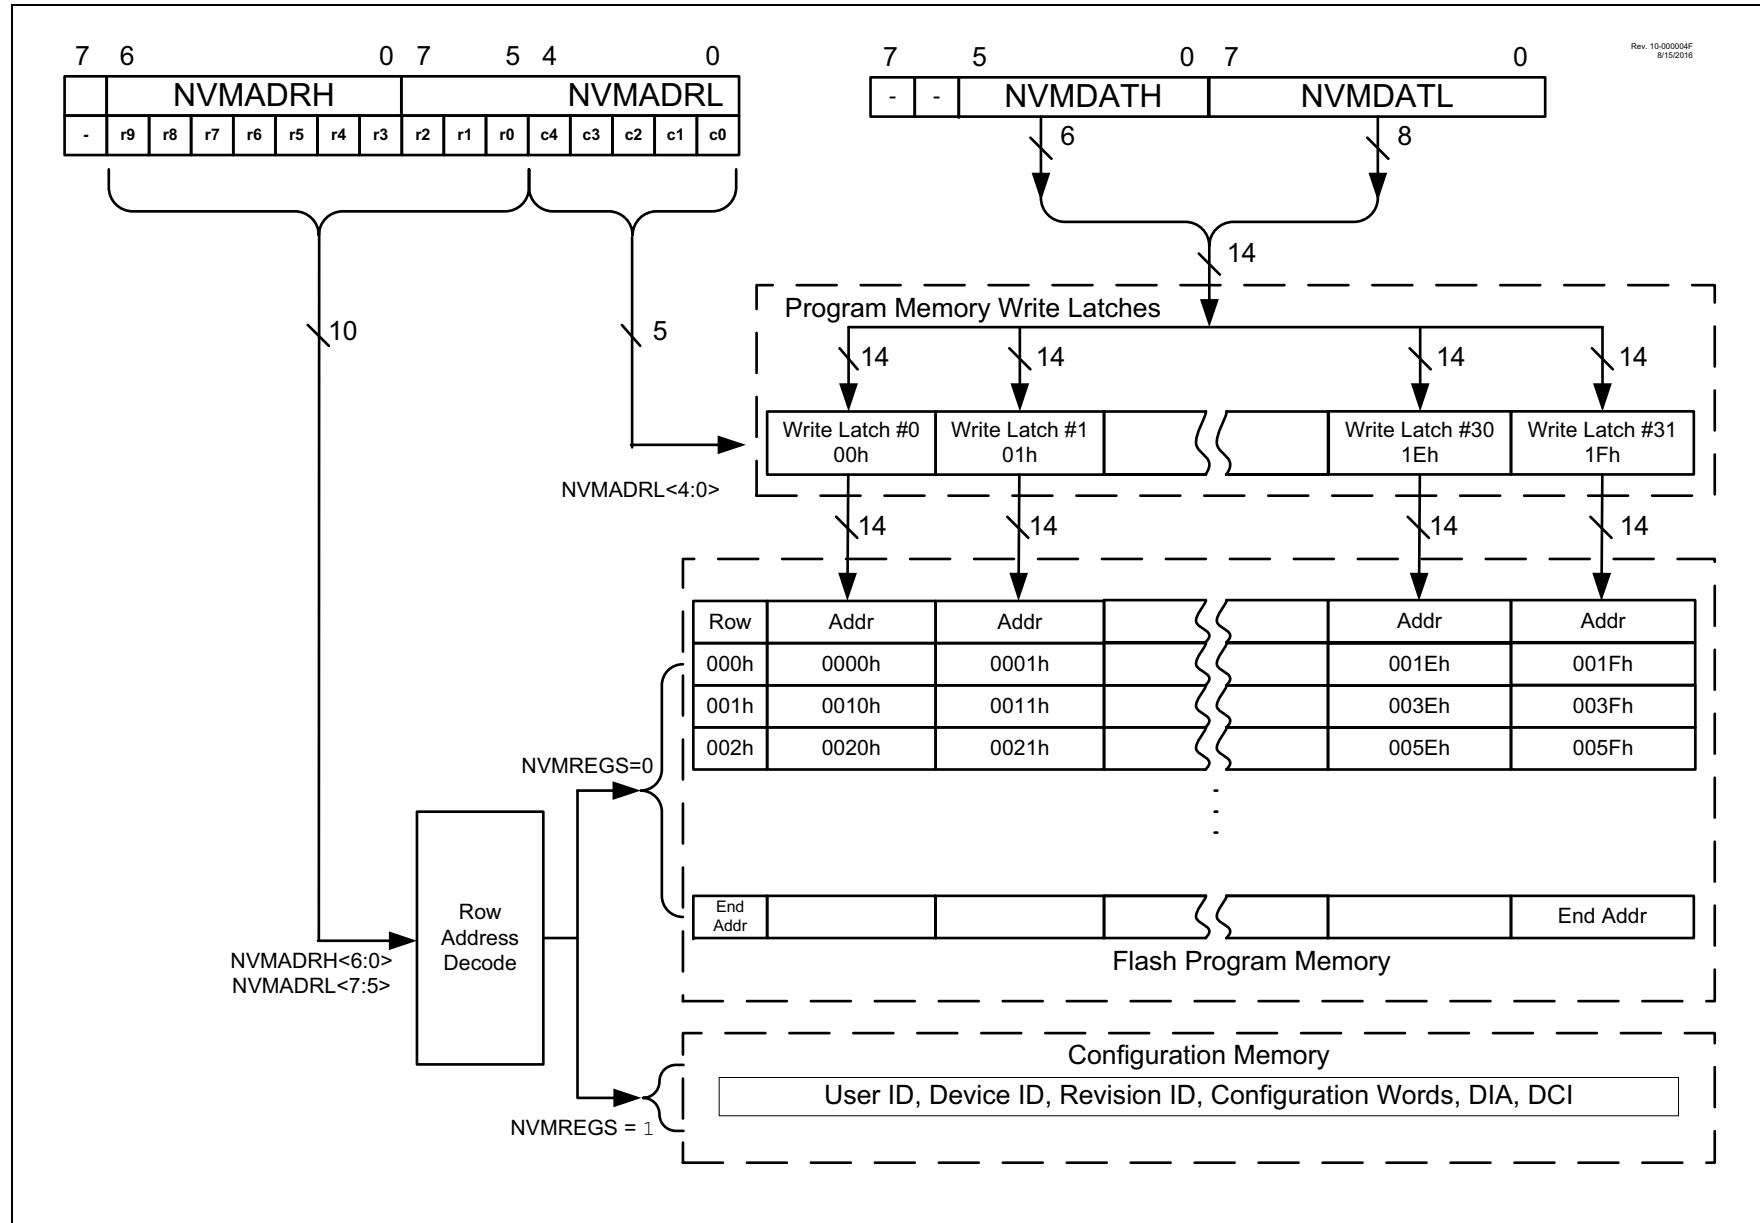 7 6 0 7 5 4 0
NVMADRH NVMADRL
- r9 r8 r7 r6 r5 r4 r3 r2 r1 r0 c4 c3 c2 c1 c0
7 5 0 7 0
- - NVMDATH NVMDATL
Rev. 10-000004F
8/15/2016
6 8
14
10
5
Program Memory Write Latches
14 14 14 14
Write Latch #0
00h
Write Latch #1
01h
Write Latch #30
1Eh
Write Latch #31
1Fh
NVMADRL<4:0>
14 14 14 14
Row Addr Addr Addr Addr
000h 0000h 0001h 001Eh 001Fh
001h 0010h 0011h 003Eh 003Fh
002h 0020h 0021h 005Eh 005Fh
NVMREGS=0
End
Addr
End Addr
Flash Program Memory
Row
Address
Decode
NVMADRH<6:0>
NVMADRL<7:5>
Configuration Memory
User ID, Device ID, Revision ID, Configuration Words, DIA, DCI
NVMREGS = 1